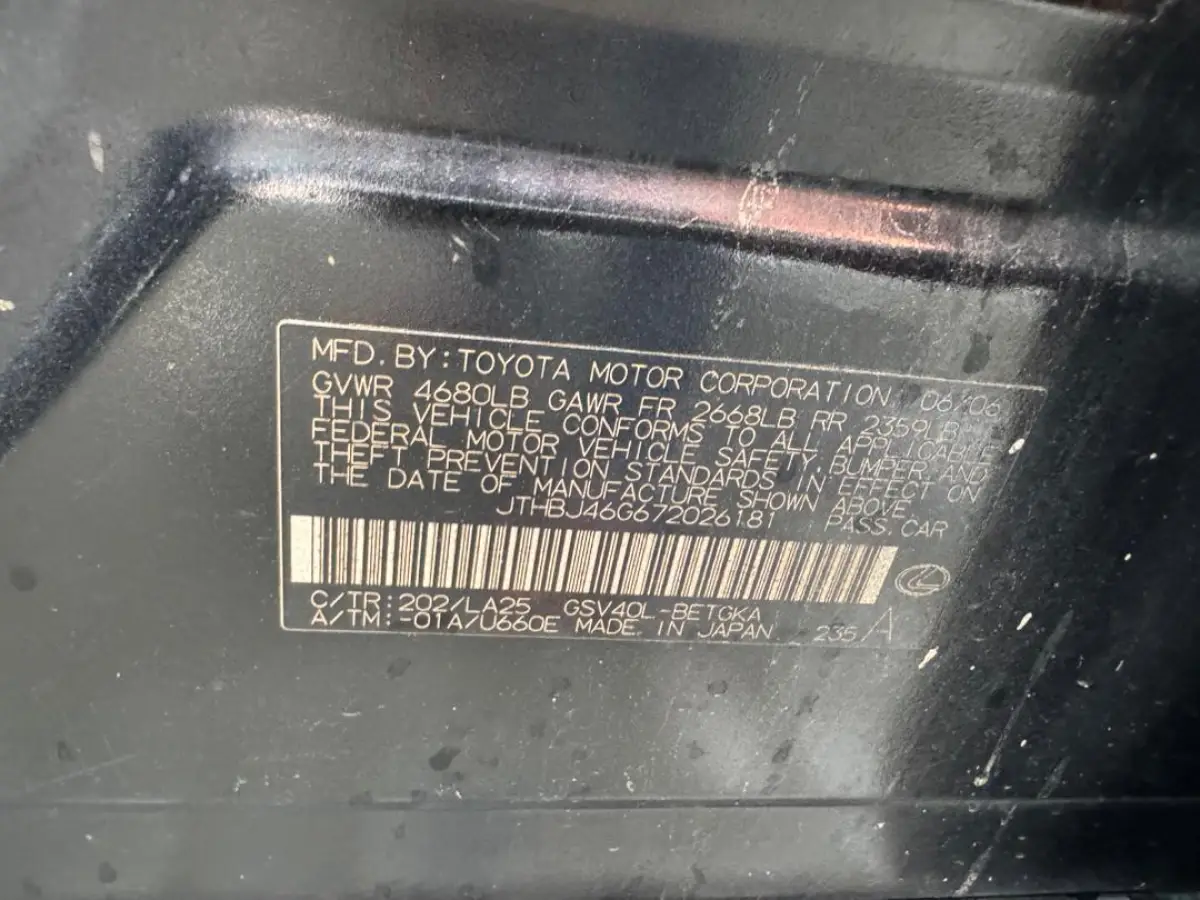 MFD. BY: TOYOTA MOTOR CORPORATION 06/06
GVWR 4680LB GAWR FR 2668LB RR 2359LB
THIS VEHICLE CONFORMS TO ALL APPLICABLE
FEDERAL MOTOR VEHICLE SAFETY, BUMPER, AND
THEFT PREVENTION STANDARDS IN EFFECT ON
THE DATE OF MANUFACTURE SHOWN ABOVE.
JTHBJ46G672026181 PASS. CAR
C/TR: 202/LA25 GSV40L-BETGKA
A/TM: -01A/U660E MADE IN JAPAN 235/A